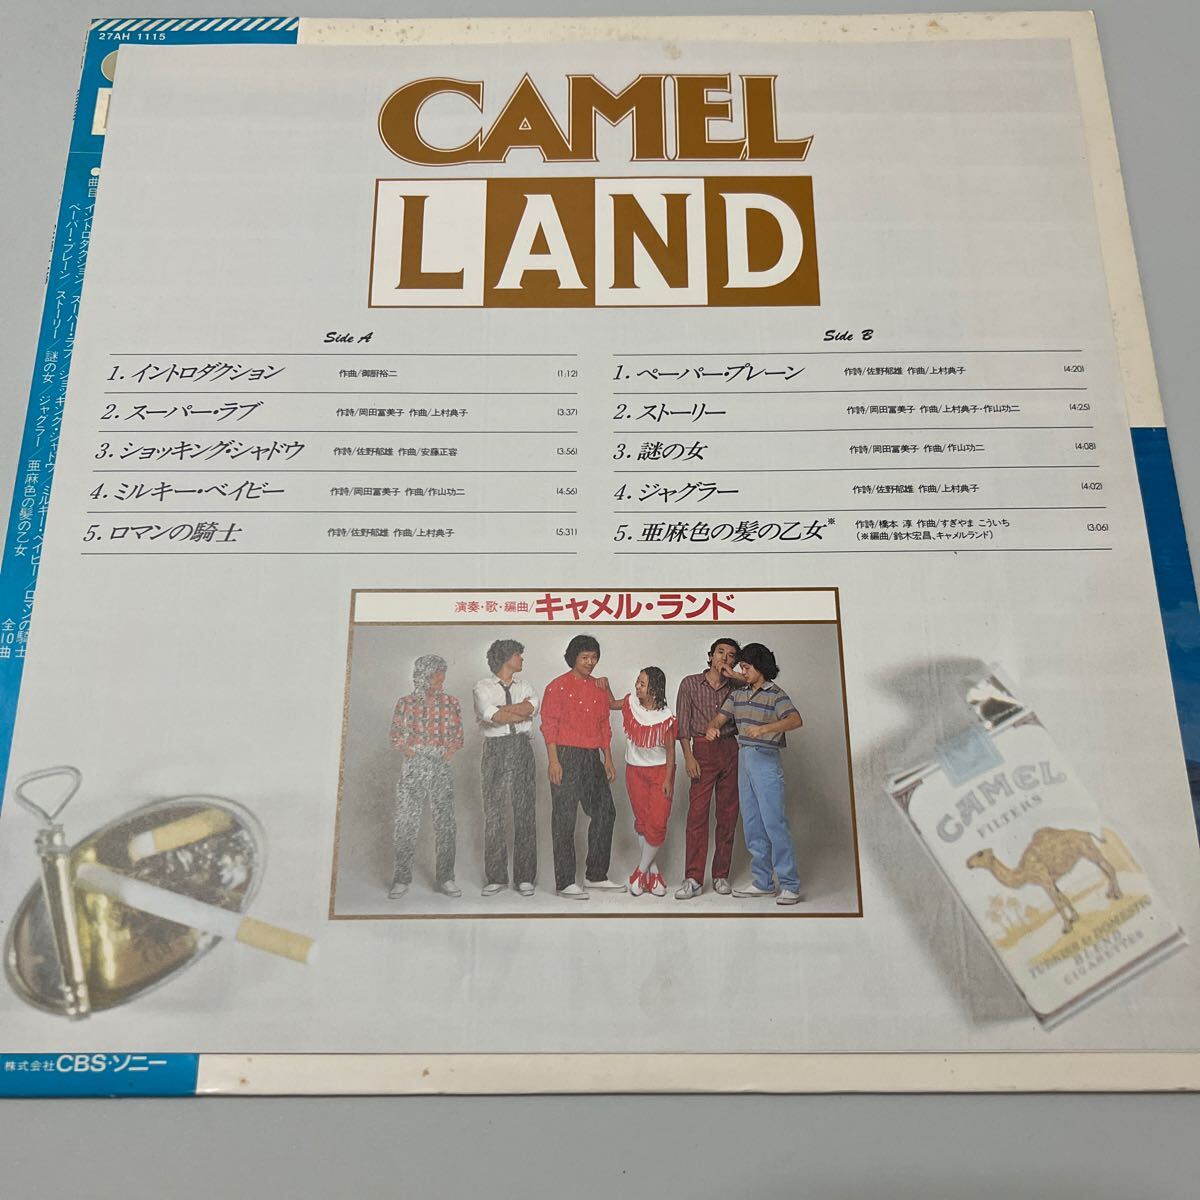 27AH 1115
CAMEL
LAND
Side A
1. イントロダクション 作曲/御厨裕二 (1:12)
2. スーパー・ラブ 作詩/岡田冨美子 作曲/上村典子 (3:37)
3. ショッキング・シャドウ 作詩/佐野郁雄 作曲/安藤正容 (3:56)
4. ミルキー・ベイビー 作詩/岡田冨美子 作曲/作山功二 (4:56)
5. ロマンの騎士 作詩/佐野郁雄 作曲/上村典子 (5:31)
Side B
1. ペーパー・プレーン 作詩/佐野郁雄 作曲/上村典子 (4:20)
2. ストーリー 作詩/岡田冨美子 作曲/上村典子・作山功二 (4:25)
3. 謎の女 作詩/岡田冨美子 作曲/作山功二 (4:08)
4. ジャグラー 作詩/佐野郁雄 作曲/上村典子 (4:02)
5. 亜麻色の髪の乙女※ 作詩/橋本 淳 作曲/すぎやま こういち (3:06)
(※編曲/鈴木宏昌、キャメルランド)
演奏・歌・編曲/キャメル・ランド
CAMEL
FILTERS
TURKISH & DOMESTIC
BLEND
CIGARETTES
曲目
イントロダクション/スーパー・ラブ/ショッキング・シャドウ/ミルキー・ベイビー/ロマンの騎士
ペーパー・プレーン/ストーリー/謎の女/ジャグラー/亜麻色の髪の乙女
全10曲
株式会社CBS・ソニー